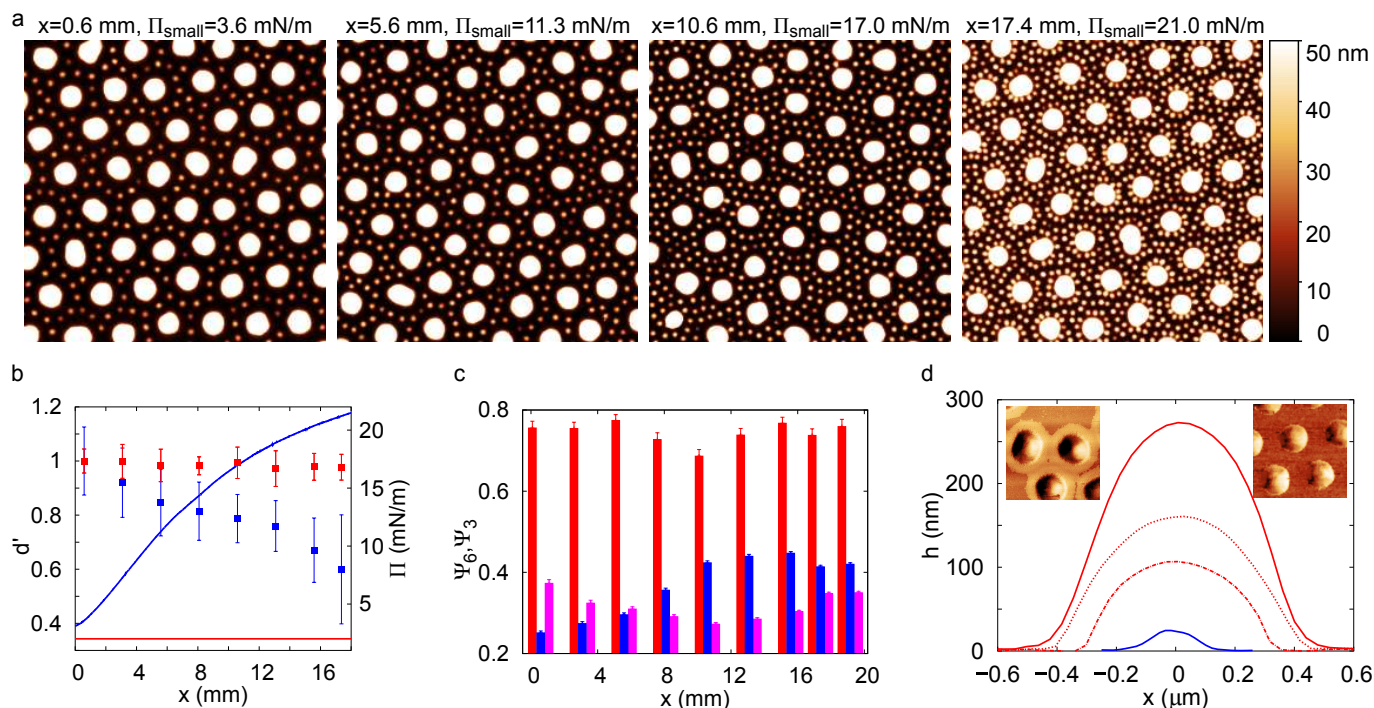 a
x=0.6 mm, Π_small=3.6 mN/m
x=5.6 mm, Π_small=11.3 mN/m
x=10.6 mm, Π_small=17.0 mN/m
x=17.4 mm, Π_small=21.0 mN/m
50 nm
40
30
20
10
0
b
1.2
1
0.8
0.6
0.4
d'
20
15
10
5
Π (mN/m)
0
4
8
12
16
x (mm)
c
0.8
0.6
0.4
0.2
Ψ₆,Ψ₃
0
4
8
12
16
20
x (mm)
d
300
200
100
0
h (nm)
−0.6
−0.4
−0.2
0
0.2
0.4
0.6
x (μm)